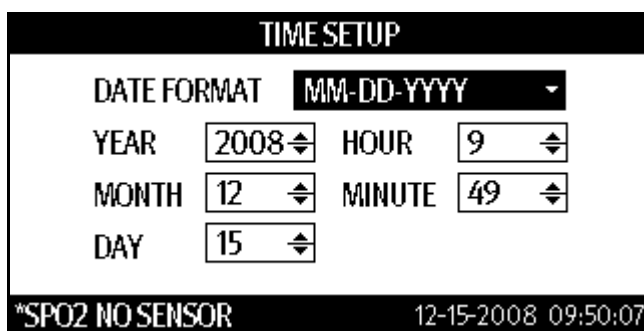 TIME SETUP
DATE FORMAT MM-DD-YYYY
YEAR 2008 HOUR 9
MONTH 12 MINUTE 49
DAY 15
*SPO2 NO SENSOR 12-15-2008 09:50:07